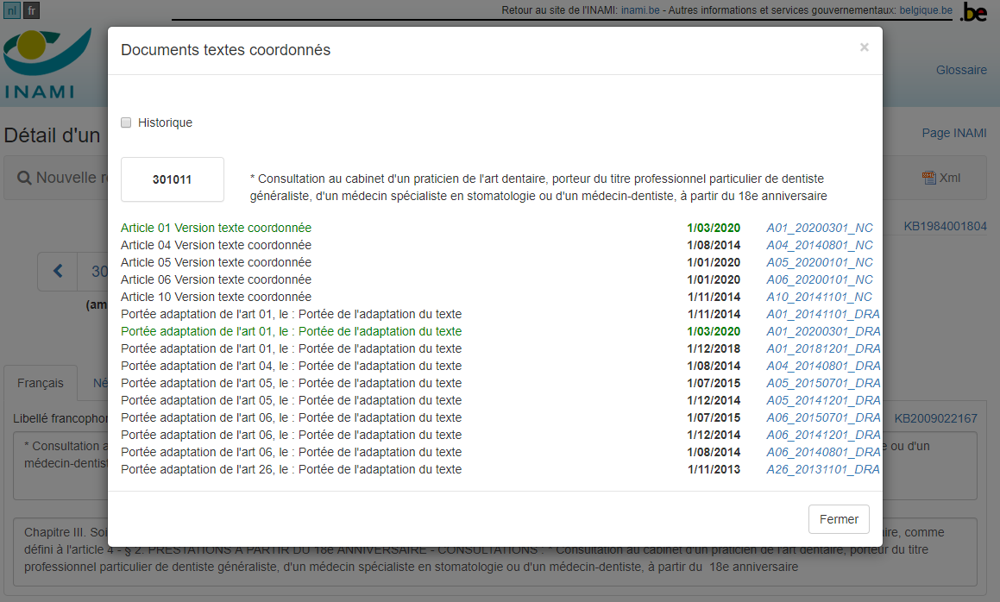 nl fr
Retour au site de l'INAMI: inami.be - Autres informations et services gouvernementaux: belgique.be
.be
INAMI
Glossaire
Documents textes coordonnés ×
Historique
Détail d'un
Page INAMI
Nouvelle r
Xml
301011
* Consultation au cabinet d'un praticien de l'art dentaire, porteur du titre professionnel particulier de dentiste
généraliste, d'un médecin spécialiste en stomatologie ou d'un médecin-dentiste, à partir du 18e anniversaire
KB1984001804
30
(am
Article 01 Version texte coordonnée 1/03/2020 A01_20200301_NC
Article 04 Version texte coordonnée 1/08/2014 A04_20140801_NC
Article 05 Version texte coordonnée 1/01/2020 A05_20200101_NC
Article 06 Version texte coordonnée 1/01/2020 A06_20200101_NC
Article 10 Version texte coordonnée 1/11/2014 A10_20141101_NC
Portée adaptation de l'art 01, le : Portée de l'adaptation du texte 1/11/2014 A01_20141101_DRA
Portée adaptation de l'art 01, le : Portée de l'adaptation du texte 1/03/2020 A01_20200301_DRA
Portée adaptation de l'art 01, le : Portée de l'adaptation du texte 1/12/2018 A01_20181201_DRA
Portée adaptation de l'art 04, le : Portée de l'adaptation du texte 1/08/2014 A04_20140801_DRA
Portée adaptation de l'art 05, le : Portée de l'adaptation du texte 1/07/2015 A05_20150701_DRA
Portée adaptation de l'art 05, le : Portée de l'adaptation du texte 1/12/2014 A05_20141201_DRA
Portée adaptation de l'art 06, le : Portée de l'adaptation du texte 1/07/2015 A06_20150701_DRA
Portée adaptation de l'art 06, le : Portée de l'adaptation du texte 1/12/2014 A06_20141201_DRA
Portée adaptation de l'art 06, le : Portée de l'adaptation du texte 1/08/2014 A06_20140801_DRA
Portée adaptation de l'art 26, le : Portée de l'adaptation du texte 1/11/2013 A26_20131101_DRA
Fermer
Français Né
Libellé francophon KB2009022167
* Consultation a e ou d'un
médecin-dentist
Chapitre III. Soi ire, comme
défini à l'article 4 - § 2. PRESTATIONS A PARTIR DU 18e ANNIVERSAIRE - CONSULTATIONS : * Consultation au cabinet d'un praticien de l'art dentaire, porteur du titre
professionnel particulier de dentiste généraliste, d'un médecin spécialiste en stomatologie ou d'un médecin-dentiste, à partir du 18e anniversaire